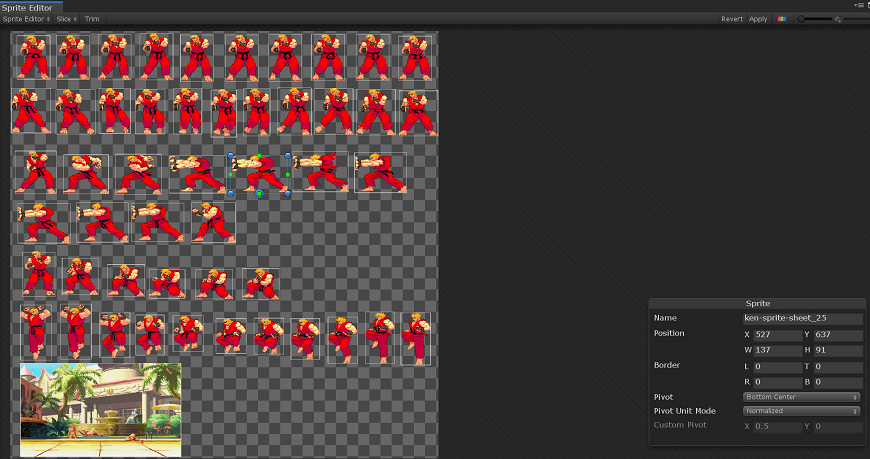 Sprite Editor
Sprite Editor Slice Trim Revert Apply
Sprite
Name ken-sprite-sheet_25
Position X 527 Y 637
W 137 H 91
Border L 0 T 0
R 0 B 0
Pivot Bottom Center
Pivot Unit Mode Normalized
Custom Pivot X 0.5 Y 0